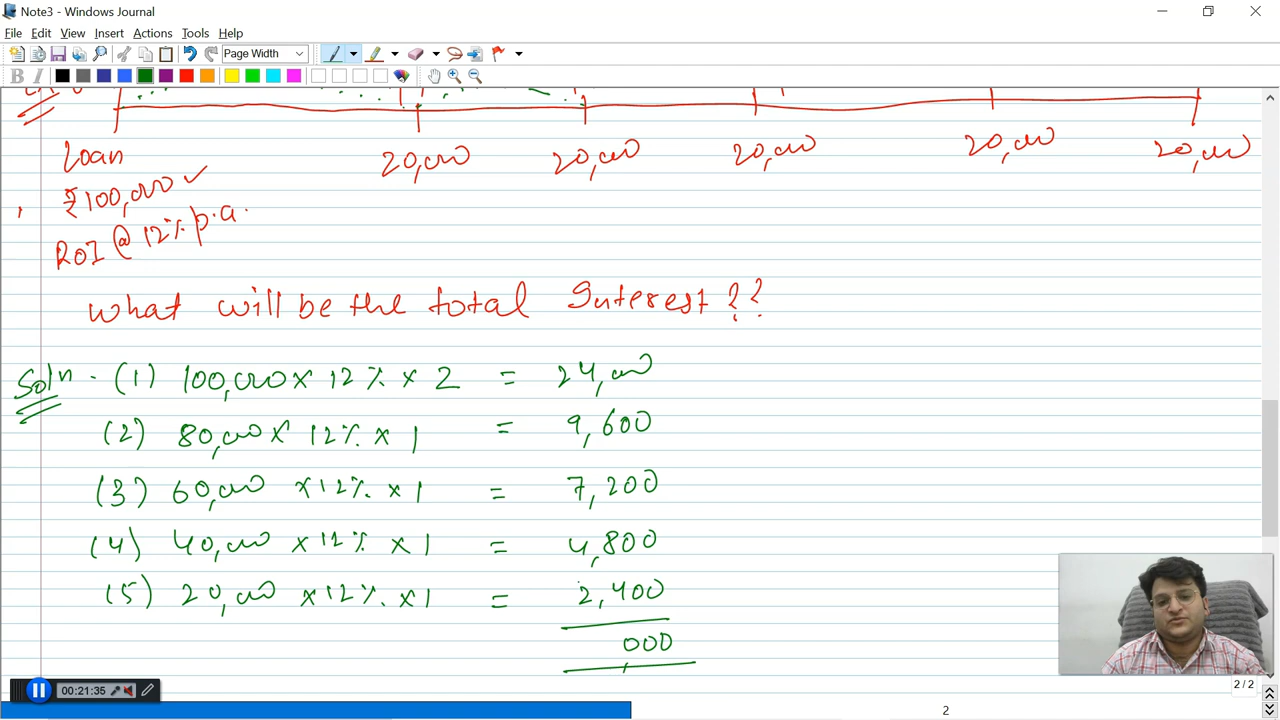 Note3 - Windows Journal
File Edit View Insert Actions Tools Help
Page Width
B I
Loan 20,000 20,000 20,000 20,000 20,000
₹100,000 ✓
ROI @ 12% p.a.
What will be the total Interest??
Soln - (1) 100,000 × 12% × 2 = 24,000
(2) 80,000 × 12% × 1 = 9,600
(3) 60,000 × 12% × 1 = 7,200
(4) 40,000 × 12% × 1 = 4,800
(5) 20,000 × 12% × 1 = 2,400
000
00:21:35
2 / 2
2